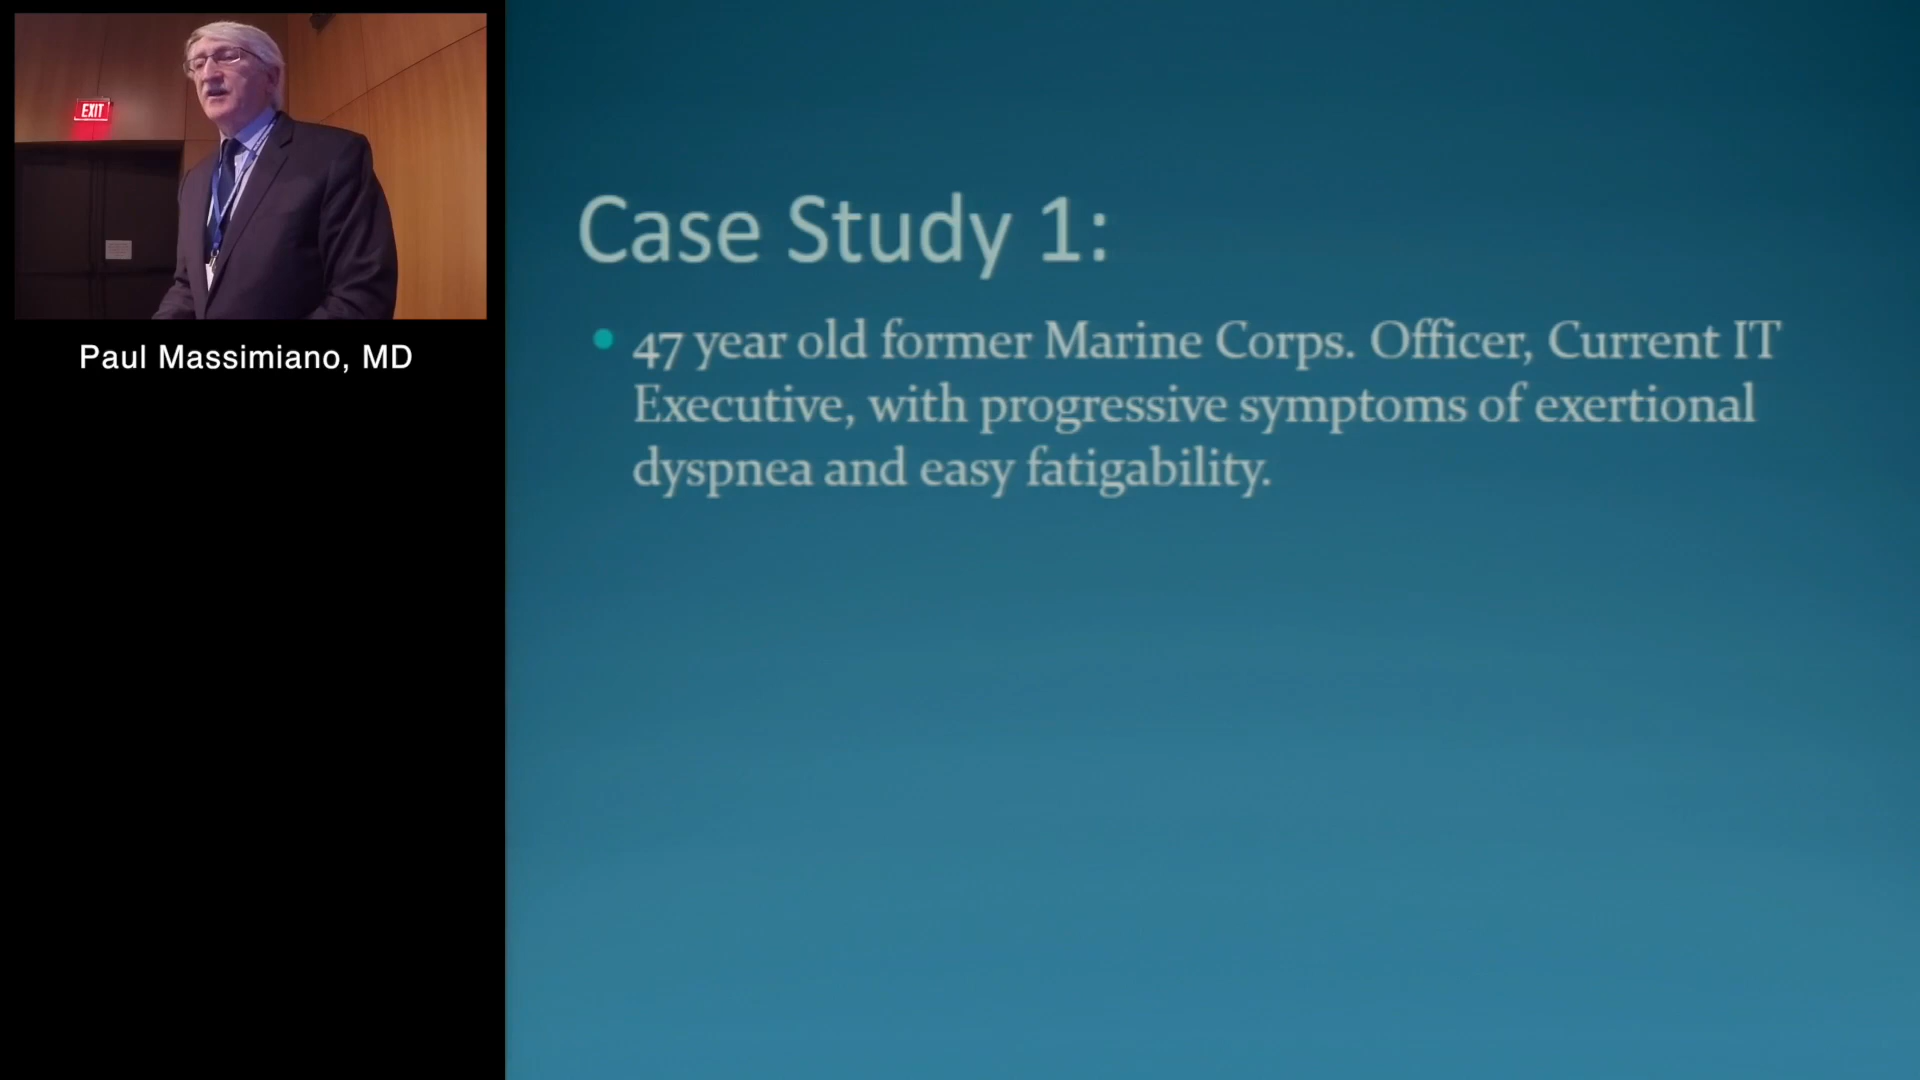 EXIT
Paul Massimiano, MD
Case Study 1:
47 year old former Marine Corps. Officer, Current IT
Executive, with progressive symptoms of exertional
dyspnea and easy fatigability.